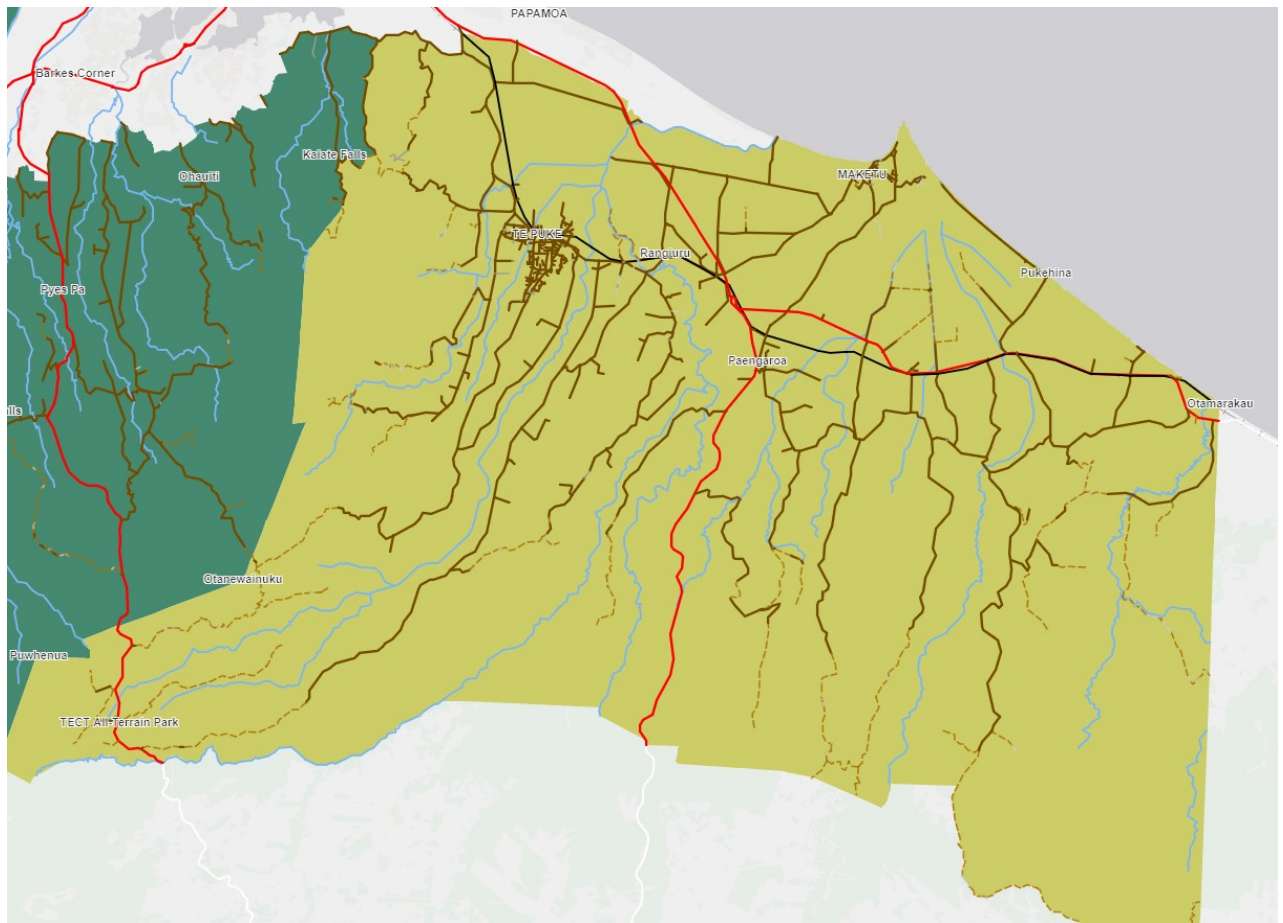 PAPAMOA
Barkes Corner
Kaiate Falls
Ohauiti
MAKETU
TE PUKE
Rangiuru
Pukehina
Pyes Pa
Paengaroa
Otamarakau
alls
Otanewainuku
Puwhenua
TECT All-Terrain Park